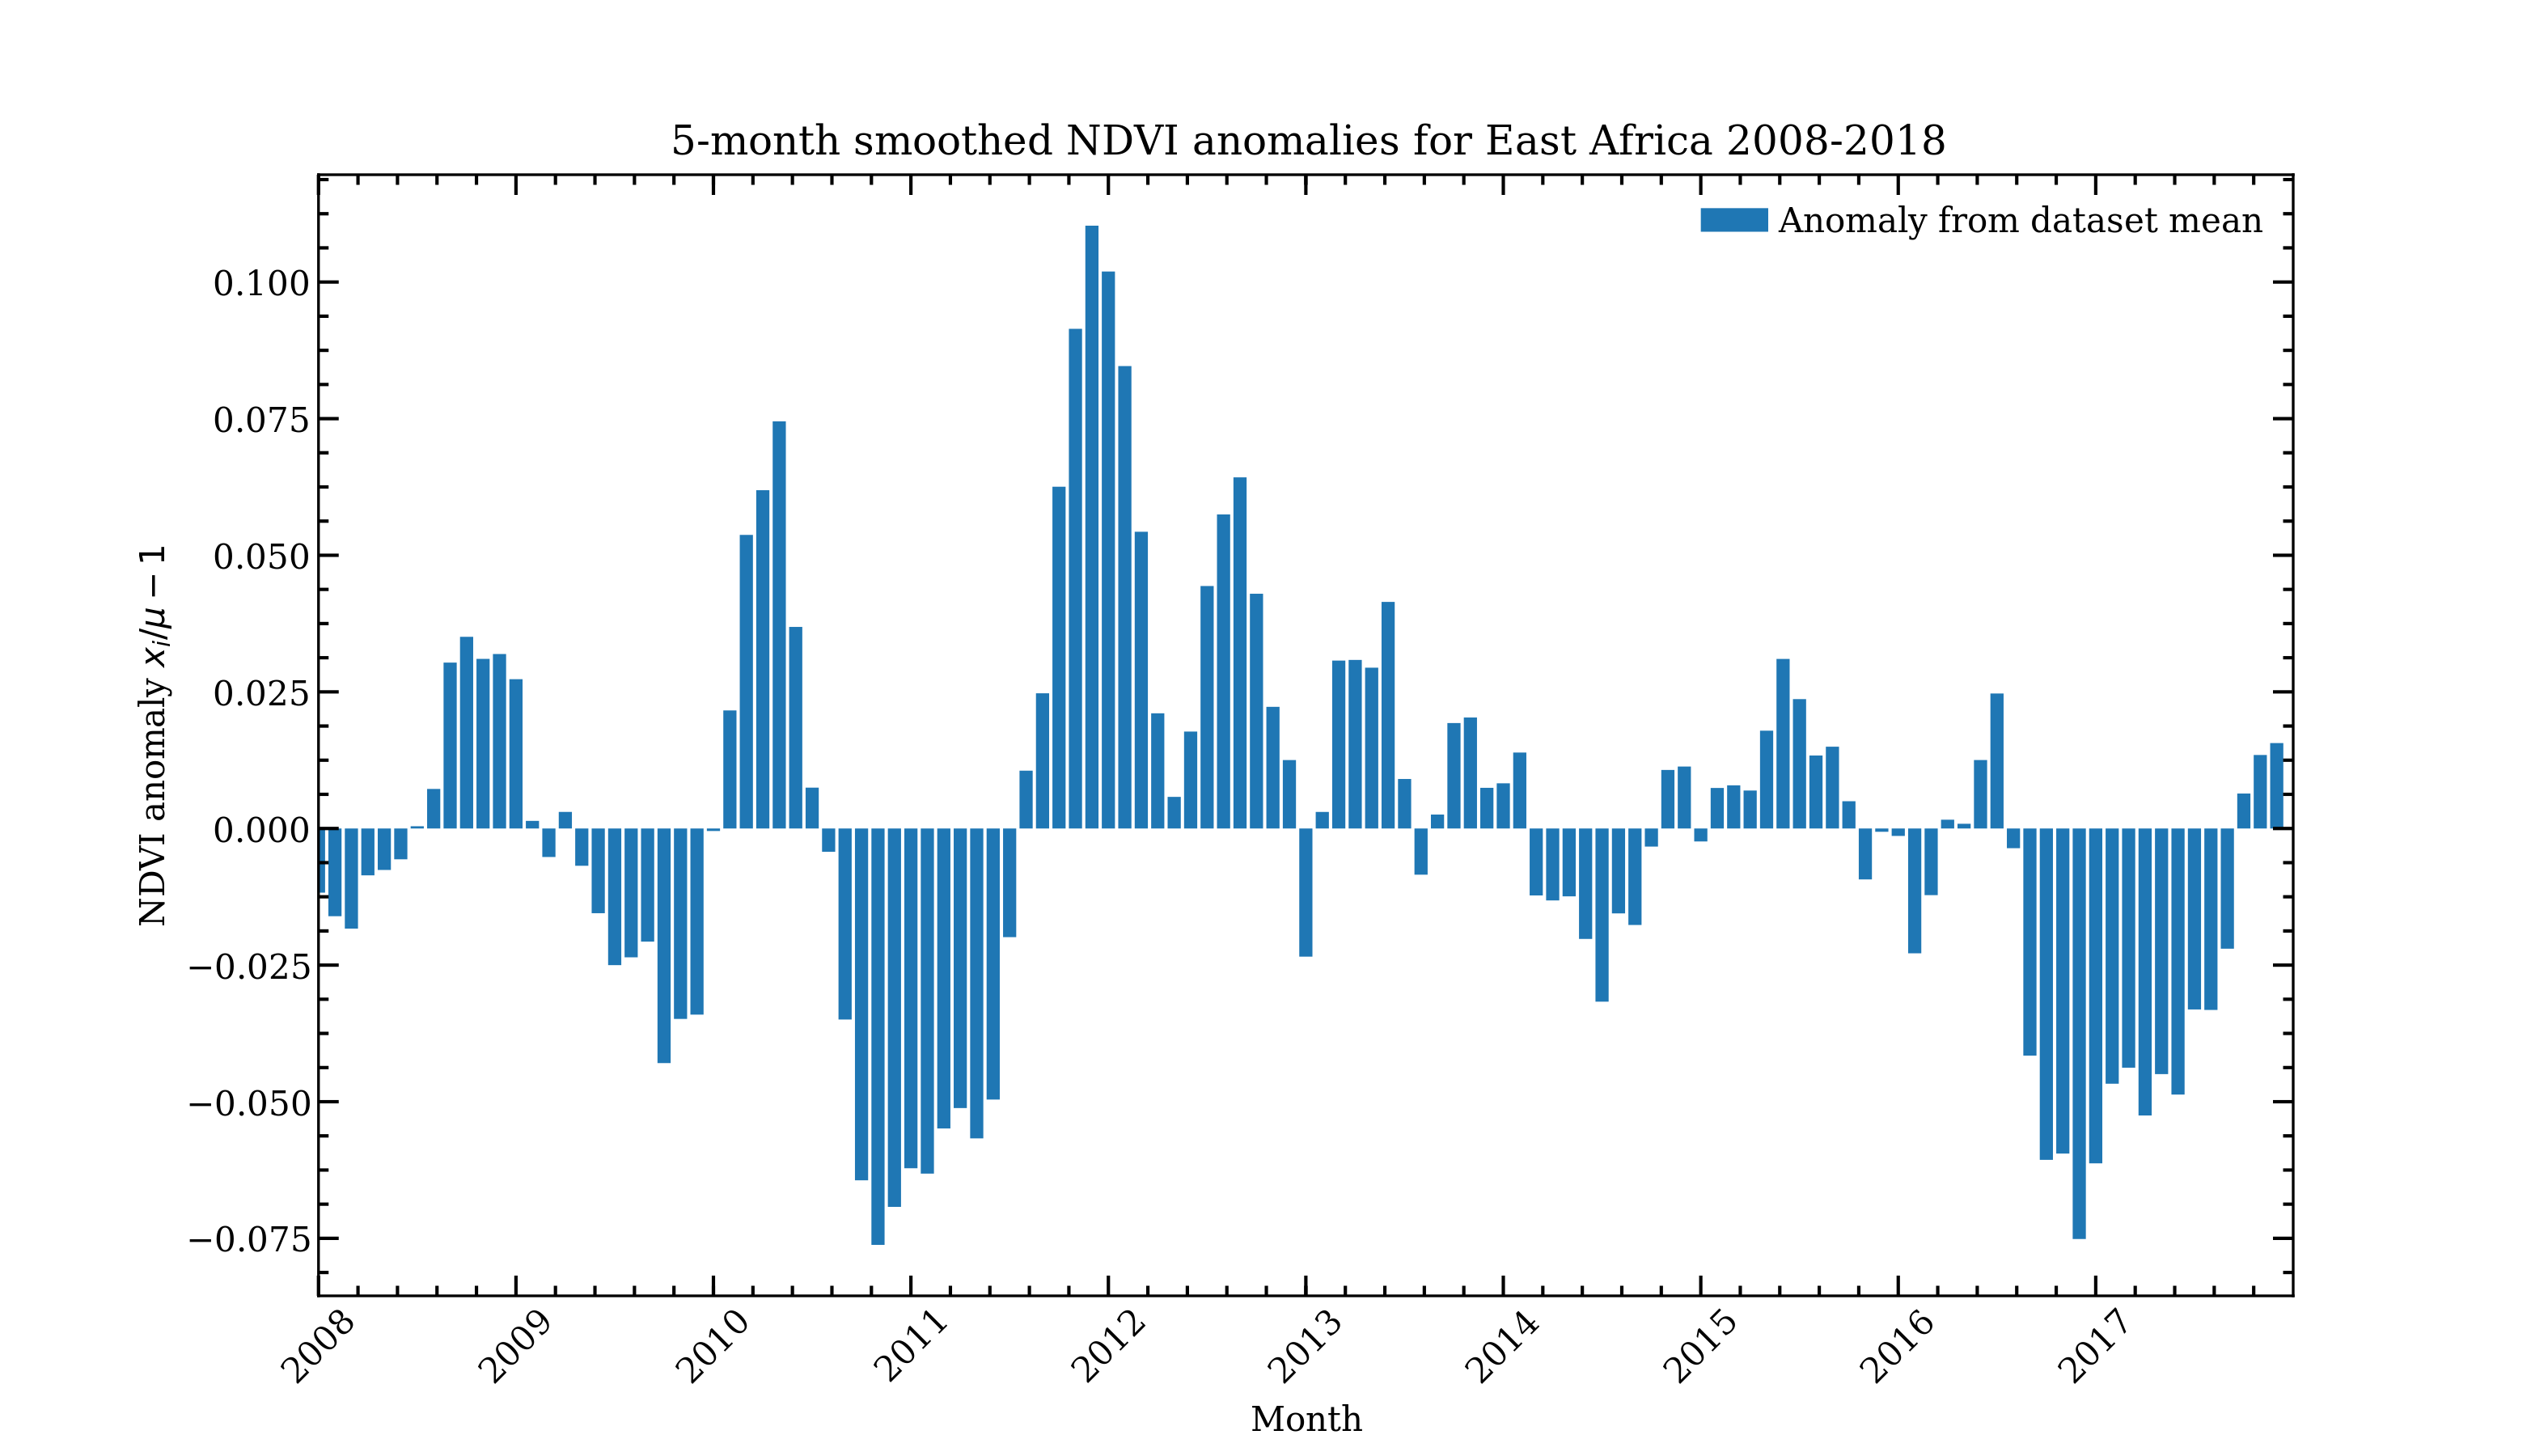 5-month smoothed NDVI anomalies for East Africa 2008-2018
Anomaly from dataset mean
NDVI anomaly xᵢ/μ − 1
0.100
0.075
0.050
0.025
0.000
−0.025
−0.050
−0.075
2008 2009 2010 2011 2012 2013 2014 2015 2016 2017
Month